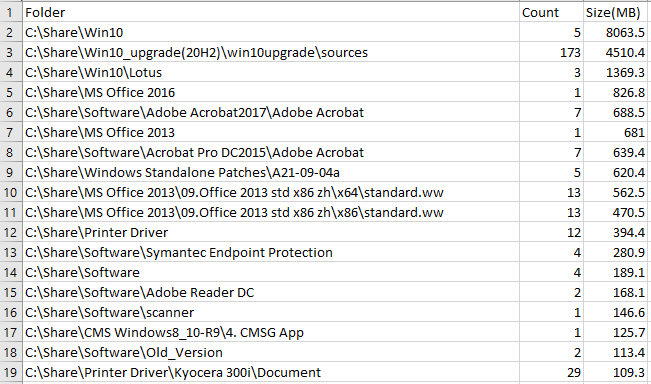 1 Folder Count Size(MB)
2 C:\Share\Win10 5 8063.5
3 C:\Share\Win10_upgrade(20H2)\win10upgrade\sources 173 4510.4
4 C:\Share\Win10\Lotus 3 1369.3
5 C:\Share\MS Office 2016 1 826.8
6 C:\Share\Software\Adobe Acrobat2017\Adobe Acrobat 7 688.5
7 C:\Share\MS Office 2013 1 681
8 C:\Share\Software\Acrobat Pro DC2015\Adobe Acrobat 7 639.4
9 C:\Share\Windows Standalone Patches\A21-09-04a 5 620.4
10 C:\Share\MS Office 2013\09.Office 2013 std x86 zh\x64\standard.ww 13 562.5
11 C:\Share\MS Office 2013\09.Office 2013 std x86 zh\x86\standard.ww 13 470.5
12 C:\Share\Printer Driver 12 394.4
13 C:\Share\Software\Symantec Endpoint Protection 4 280.9
14 C:\Share\Software 4 189.1
15 C:\Share\Software\Adobe Reader DC 2 168.1
16 C:\Share\Software\scanner 1 146.6
17 C:\Share\CMS Windows8_10-R9\4. CMSG App 1 125.7
18 C:\Share\Software\Old_Version 2 113.4
19 C:\Share\Printer Driver\Kyocera 300i\Document 29 109.3